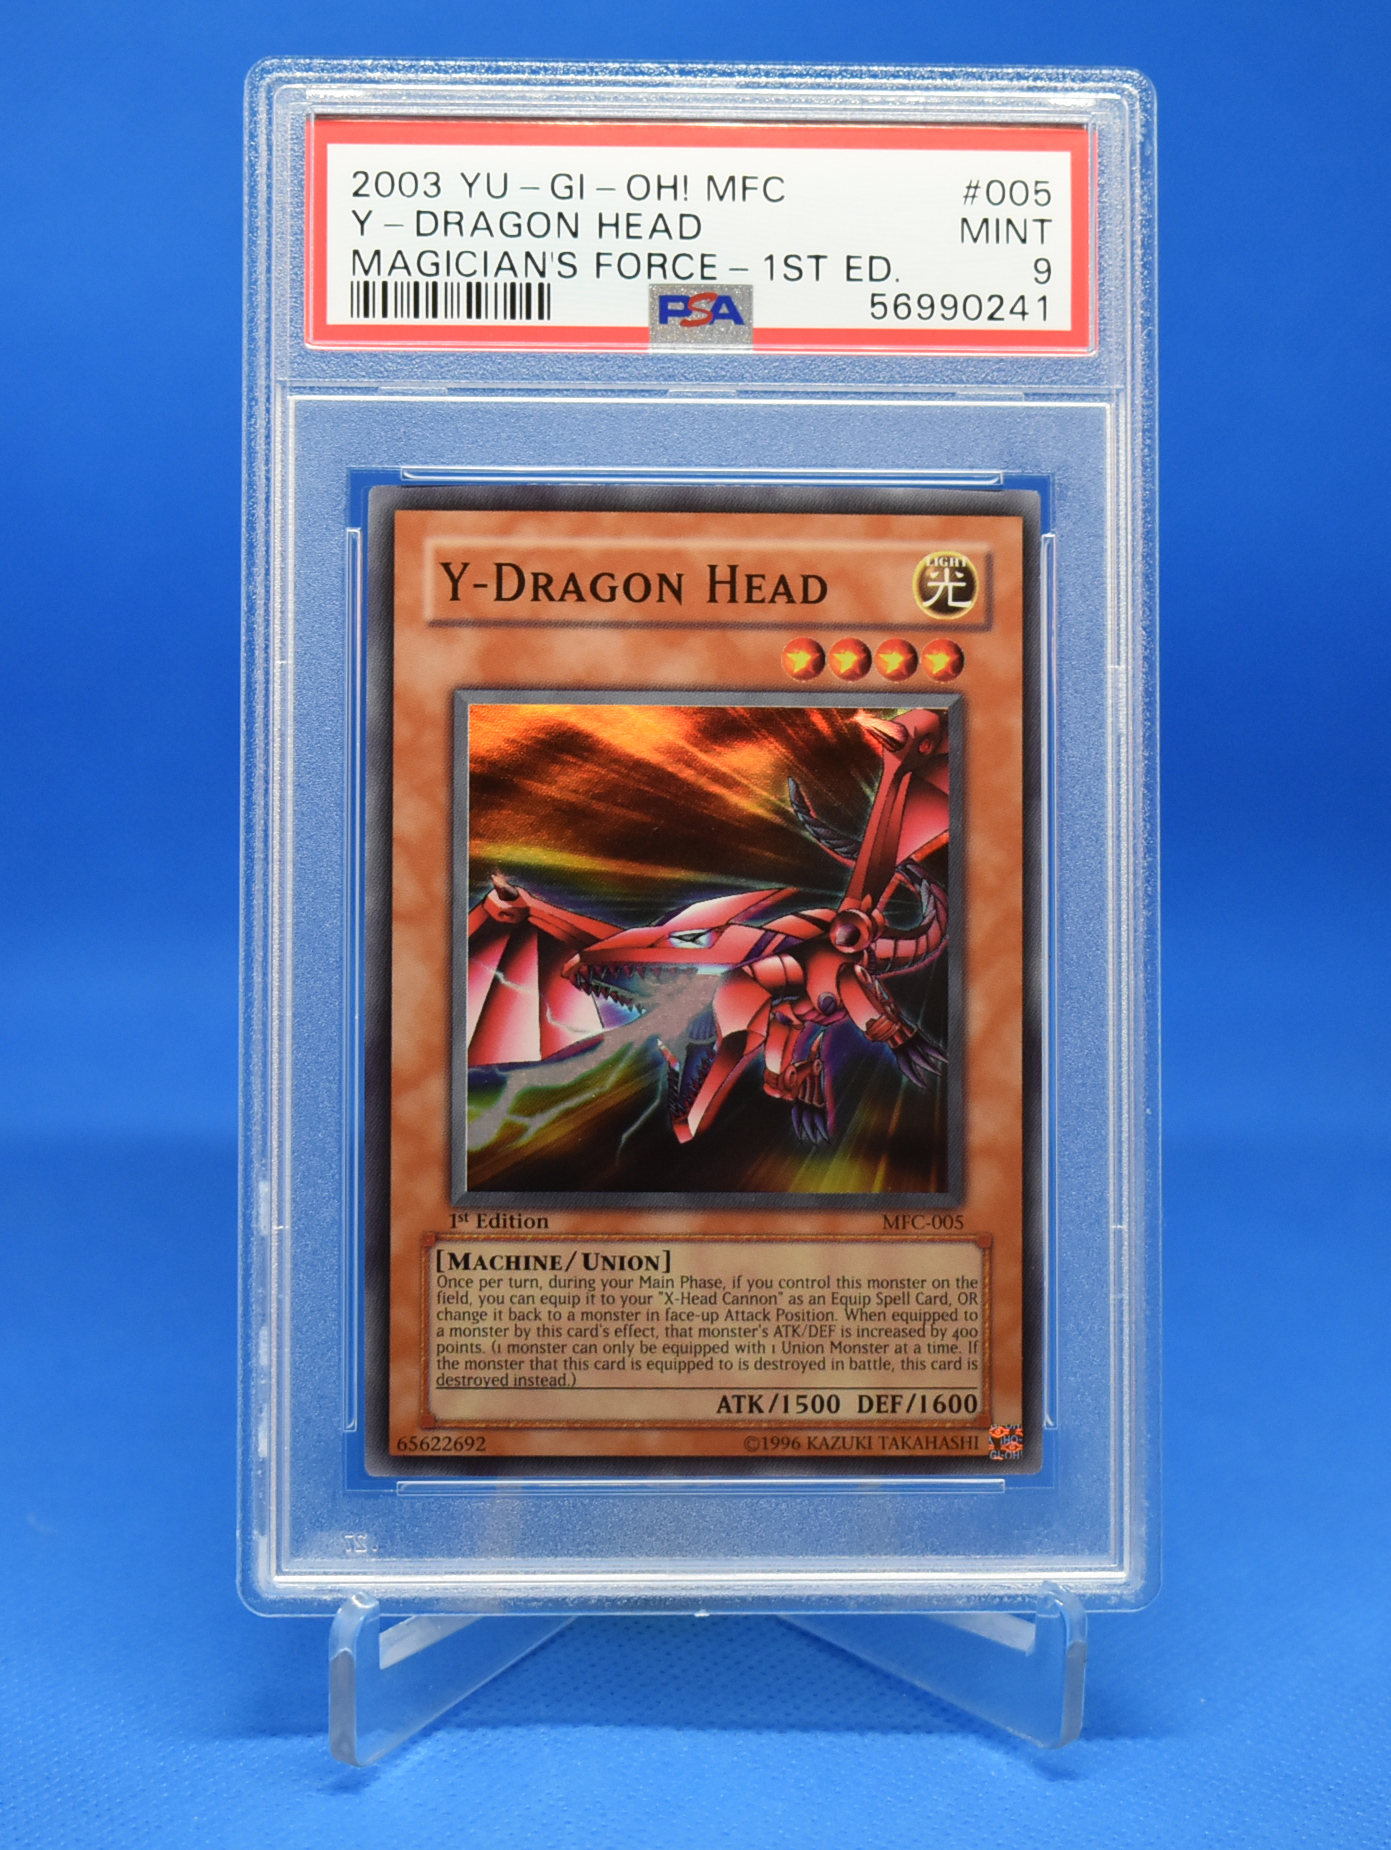 2003 YU-GI-OH! MFC #005
Y-DRAGON HEAD MINT
MAGICIAN'S FORCE-1ST ED. 9
PSA 56990241
Y-DRAGON HEAD
LIGHT
光
1st Edition MFC-005
[MACHINE/UNION]
Once per turn, during your Main Phase, if you control this monster on the
field, you can equip it to your "X-Head Cannon" as an Equip Spell Card, OR
change it back to a monster in face-up Attack Position. When equipped to
a monster by this card's effect, that monster's ATK/DEF is increased by 400
points. (1 monster can only be equipped with 1 Union Monster at a time. If
the monster that this card is equipped to is destroyed in battle, this card is
destroyed instead.)
ATK/1500 DEF/1600
65622692 ©1996 KAZUKI TAKAHASHI